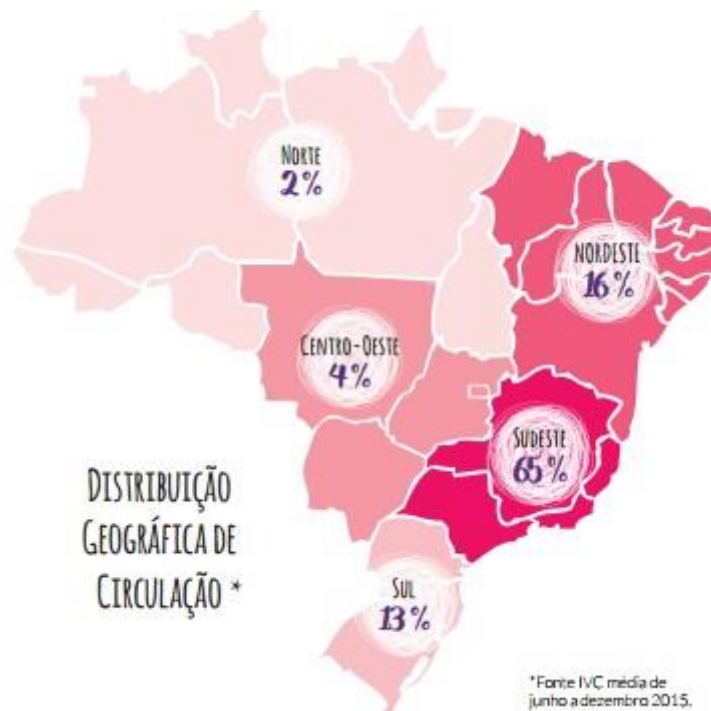 NORTE
2%
NORDESTE
16%
CENTRO-OESTE
4%
SUDESTE
65%
DISTRIBUIÇÃO
GEOGRÁFICA DE
CIRCULAÇÃO *
SUL
13%
*Fonte IVC média de
junho a dezembro 2015.